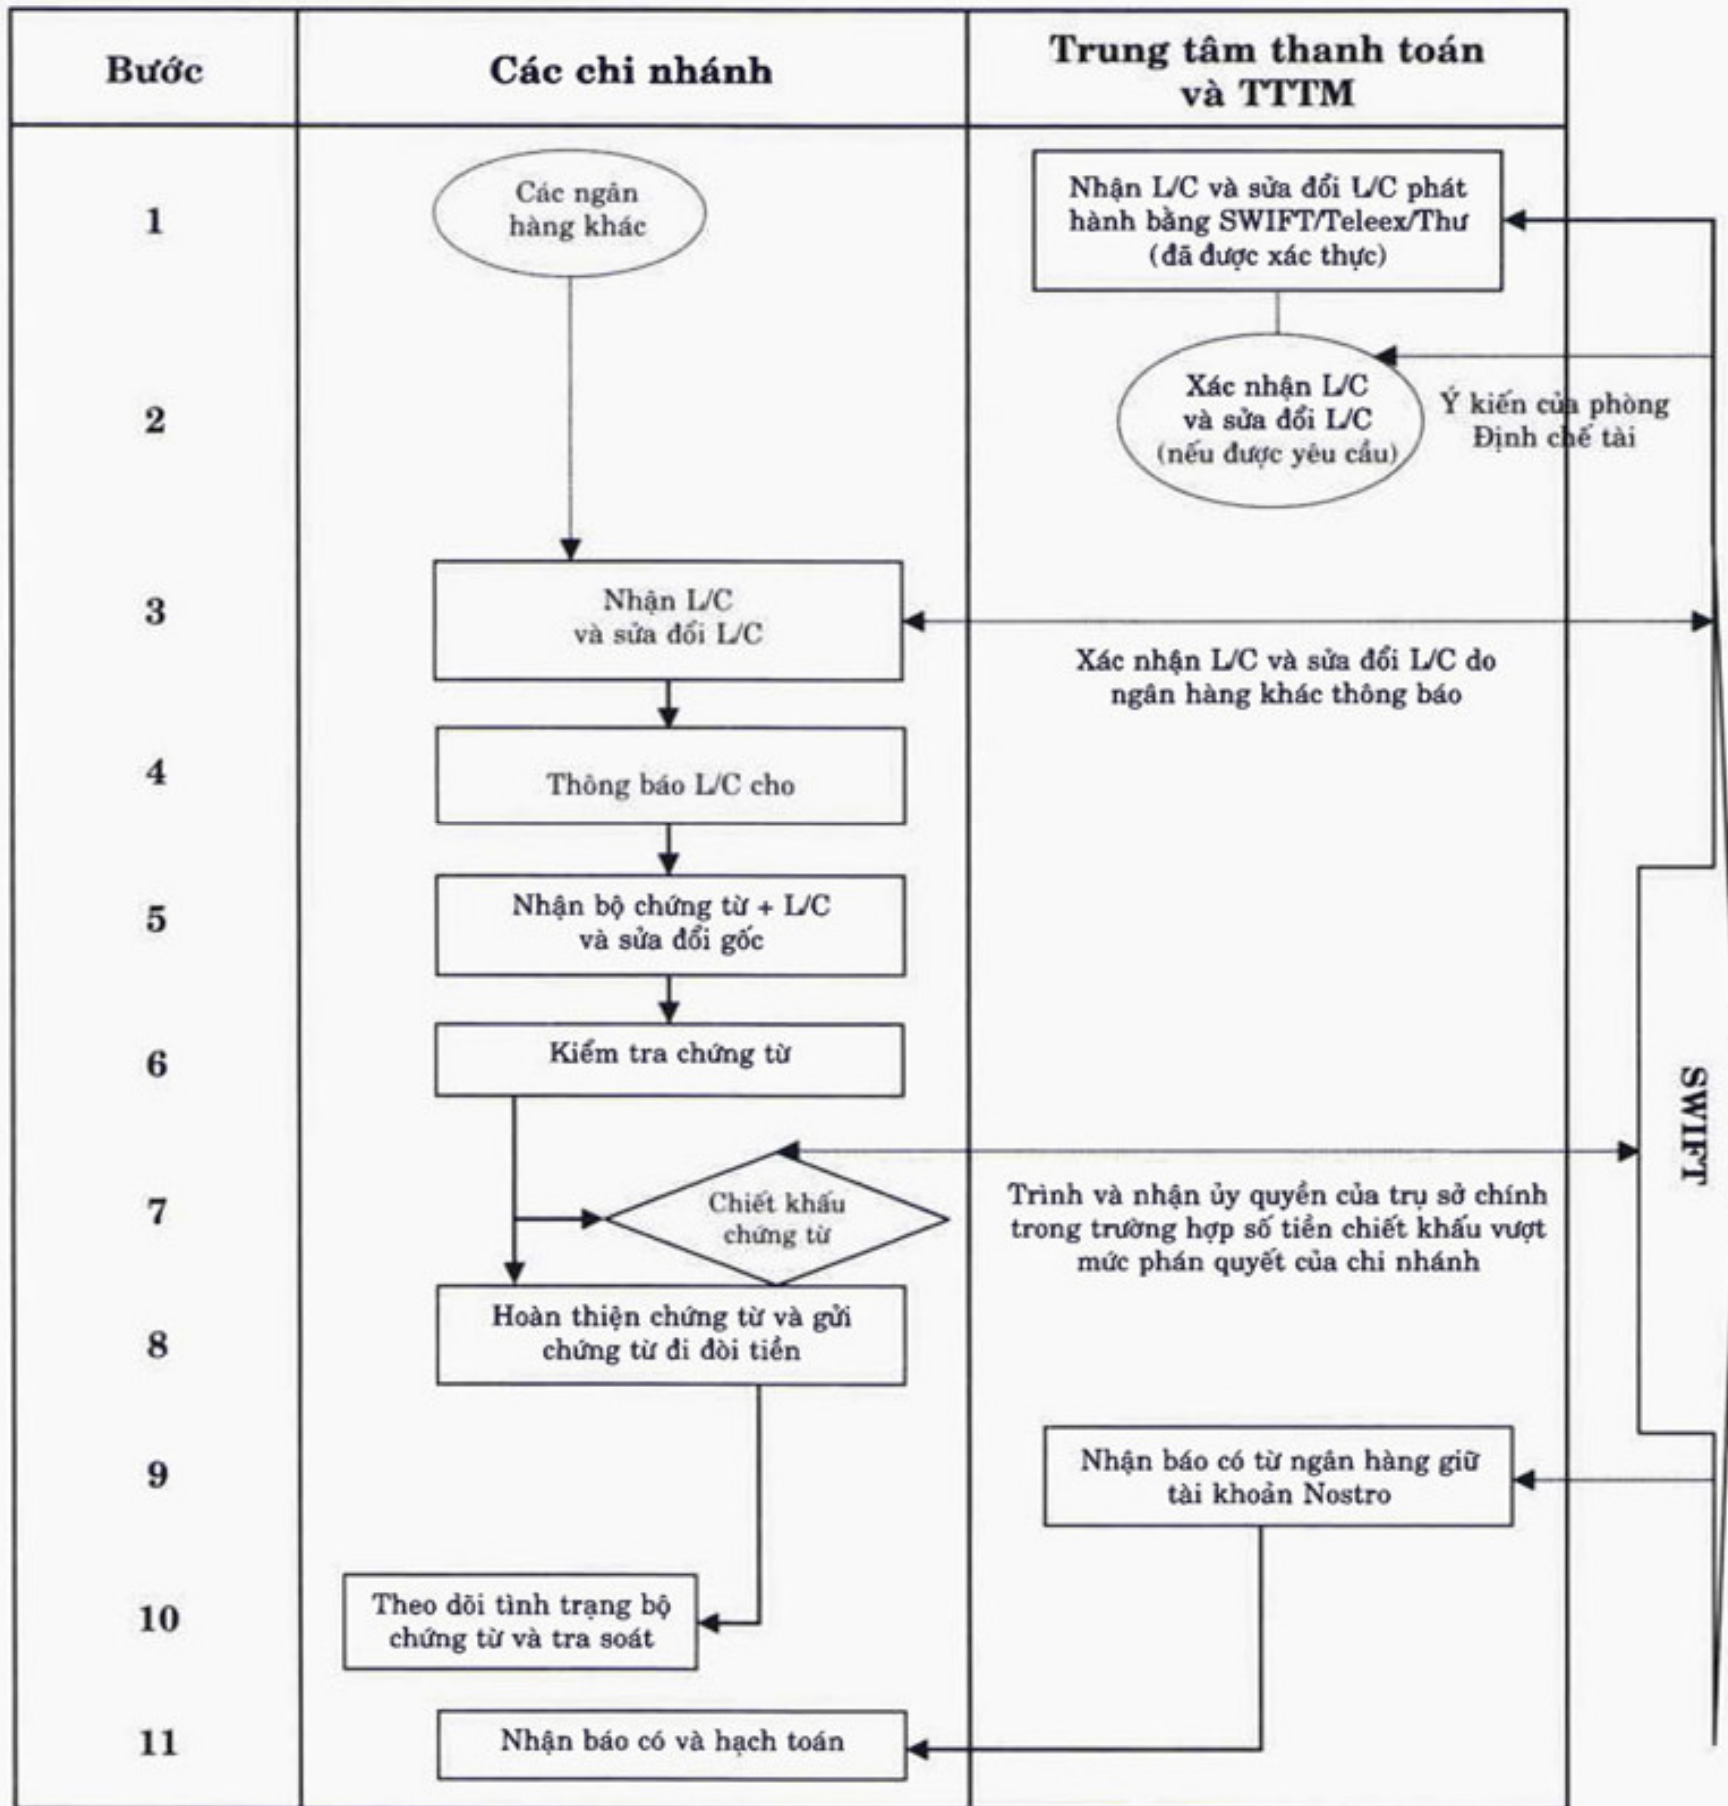 Bước
Các chi nhánh
Trung tâm thanh toán
và TTTM
1
Các ngân
hàng khác
Nhận L/C và sửa đổi L/C phát
hành bằng SWIFT/Teleex/Thư
(đã được xác thực)
2
Xác nhận L/C
và sửa đổi L/C
(nếu được yêu cầu)
Ý kiến của phòng
Định chế tài
3
Nhận L/C
và sửa đổi L/C
Xác nhận L/C và sửa đổi L/C do
ngân hàng khác thông báo
4
Thông báo L/C cho
5
Nhận bộ chứng từ + L/C
và sửa đổi gốc
6
Kiểm tra chứng từ
SWIFT
7
Chiết khấu
chứng từ
Trình và nhận ủy quyền của trụ sở chính
trong trường hợp số tiền chiết khấu vượt
mức phán quyết của chi nhánh
8
Hoàn thiện chứng từ và gửi
chứng từ đi đòi tiền
9
Nhận báo có từ ngân hàng giữ
tài khoản Nostro
10
Theo dõi tình trạng bộ
chứng từ và tra soát
11
Nhận báo có và hạch toán